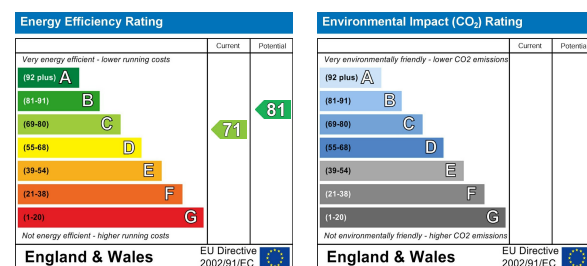 Energy Efficiency Rating
Current Potential
Very energy efficient - lower running costs
(92 plus) A
(81-91) B
81
(69-80) C
71
(55-68) D
(39-54) E
(21-38) F
(1-20) G
Not energy efficient - higher running costs
England & Wales
EU Directive
2002/91/EC
Environmental Impact (CO₂) Rating
Current Potential
Very environmentally friendly - lower CO2 emissions
(92 plus) A
(81-91) B
(69-80) C
(55-68) D
(39-54) E
(21-38) F
(1-20) G
Not environmentally friendly - higher CO2 emissions
England & Wales
EU Directive
2002/91/EC